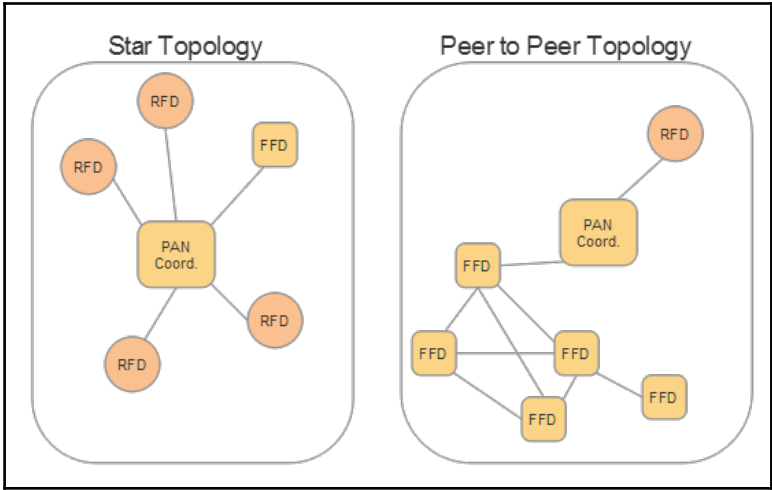 Star Topology
RFD
FFD
RFD
PAN
Coord.
RFD
RFD
Peer to Peer Topology
RFD
PAN
Coord.
FFD
FFD
FFD
FFD
FFD